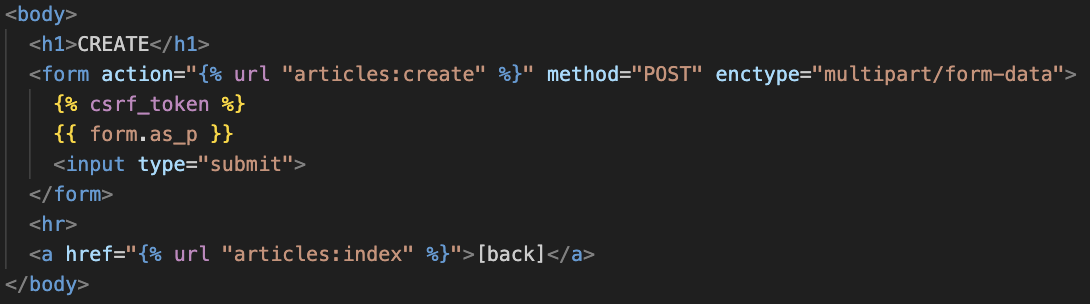 <body>
<h1>CREATE</h1>
<form action="{% url "articles:create" %}" method="POST" enctype="multipart/form-data">
{% csrf_token %}
{{ form.as_p }}
<input type="submit">
</form>
<hr>
<a href="{% url "articles:index" %}">[back]</a>
</body>